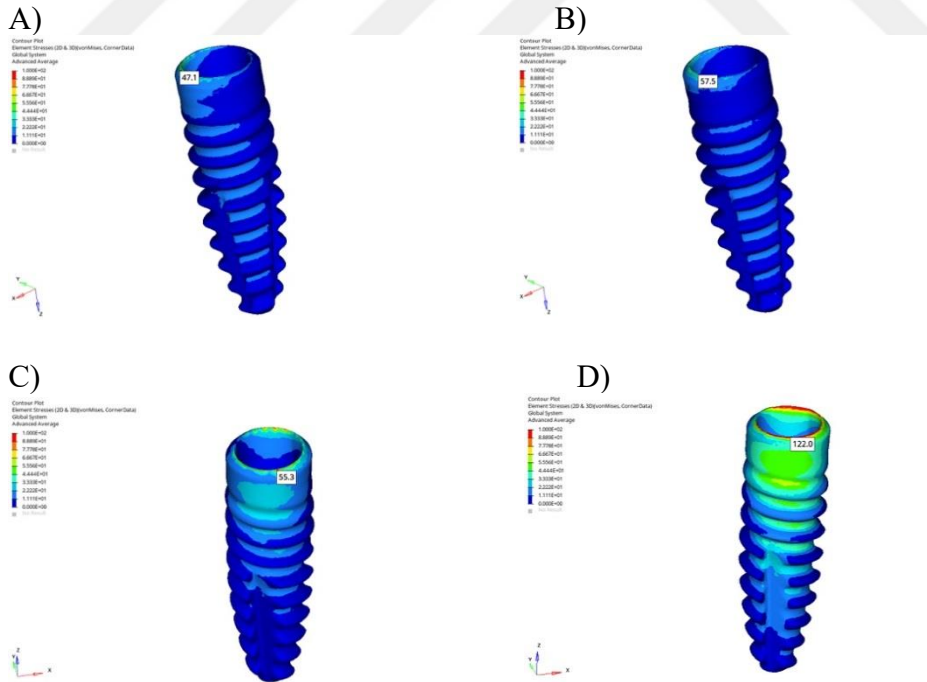 A)
B)
Contour Plot
Element Stresses (2D & 3D)(vonMises, CornerData)
Global System
Advanced Average
1.000E+02
8.889E+01
7.778E+01
6.667E+01
5.556E+01
4.444E+01
3.333E+01
2.222E+01
1.111E+01
0.000E+00
No Result
47.1
Y
X
Z
Contour Plot
Element Stresses (2D & 3D)(vonMises, CornerData)
Global System
Advanced Average
1.000E+02
8.889E+01
7.778E+01
6.667E+01
5.556E+01
4.444E+01
3.333E+01
2.222E+01
1.111E+01
0.000E+00
No Result
57.5
Y
X
Z
C)
D)
Contour Plot
Element Stresses (2D & 3D)(vonMises, CornerData)
Global System
Advanced Average
1.000E+02
8.889E+01
7.778E+01
6.667E+01
5.556E+01
4.444E+01
3.333E+01
2.222E+01
1.111E+01
0.000E+00
No Result
55.3
Z
Y
X
Contour Plot
Element Stresses (2D & 3D)(vonMises, CornerData)
Global System
Advanced Average
1.000E+02
8.889E+01
7.778E+01
6.667E+01
5.556E+01
4.444E+01
3.333E+01
2.222E+01
1.111E+01
0.000E+00
No Result
122.0
Z
Y
X